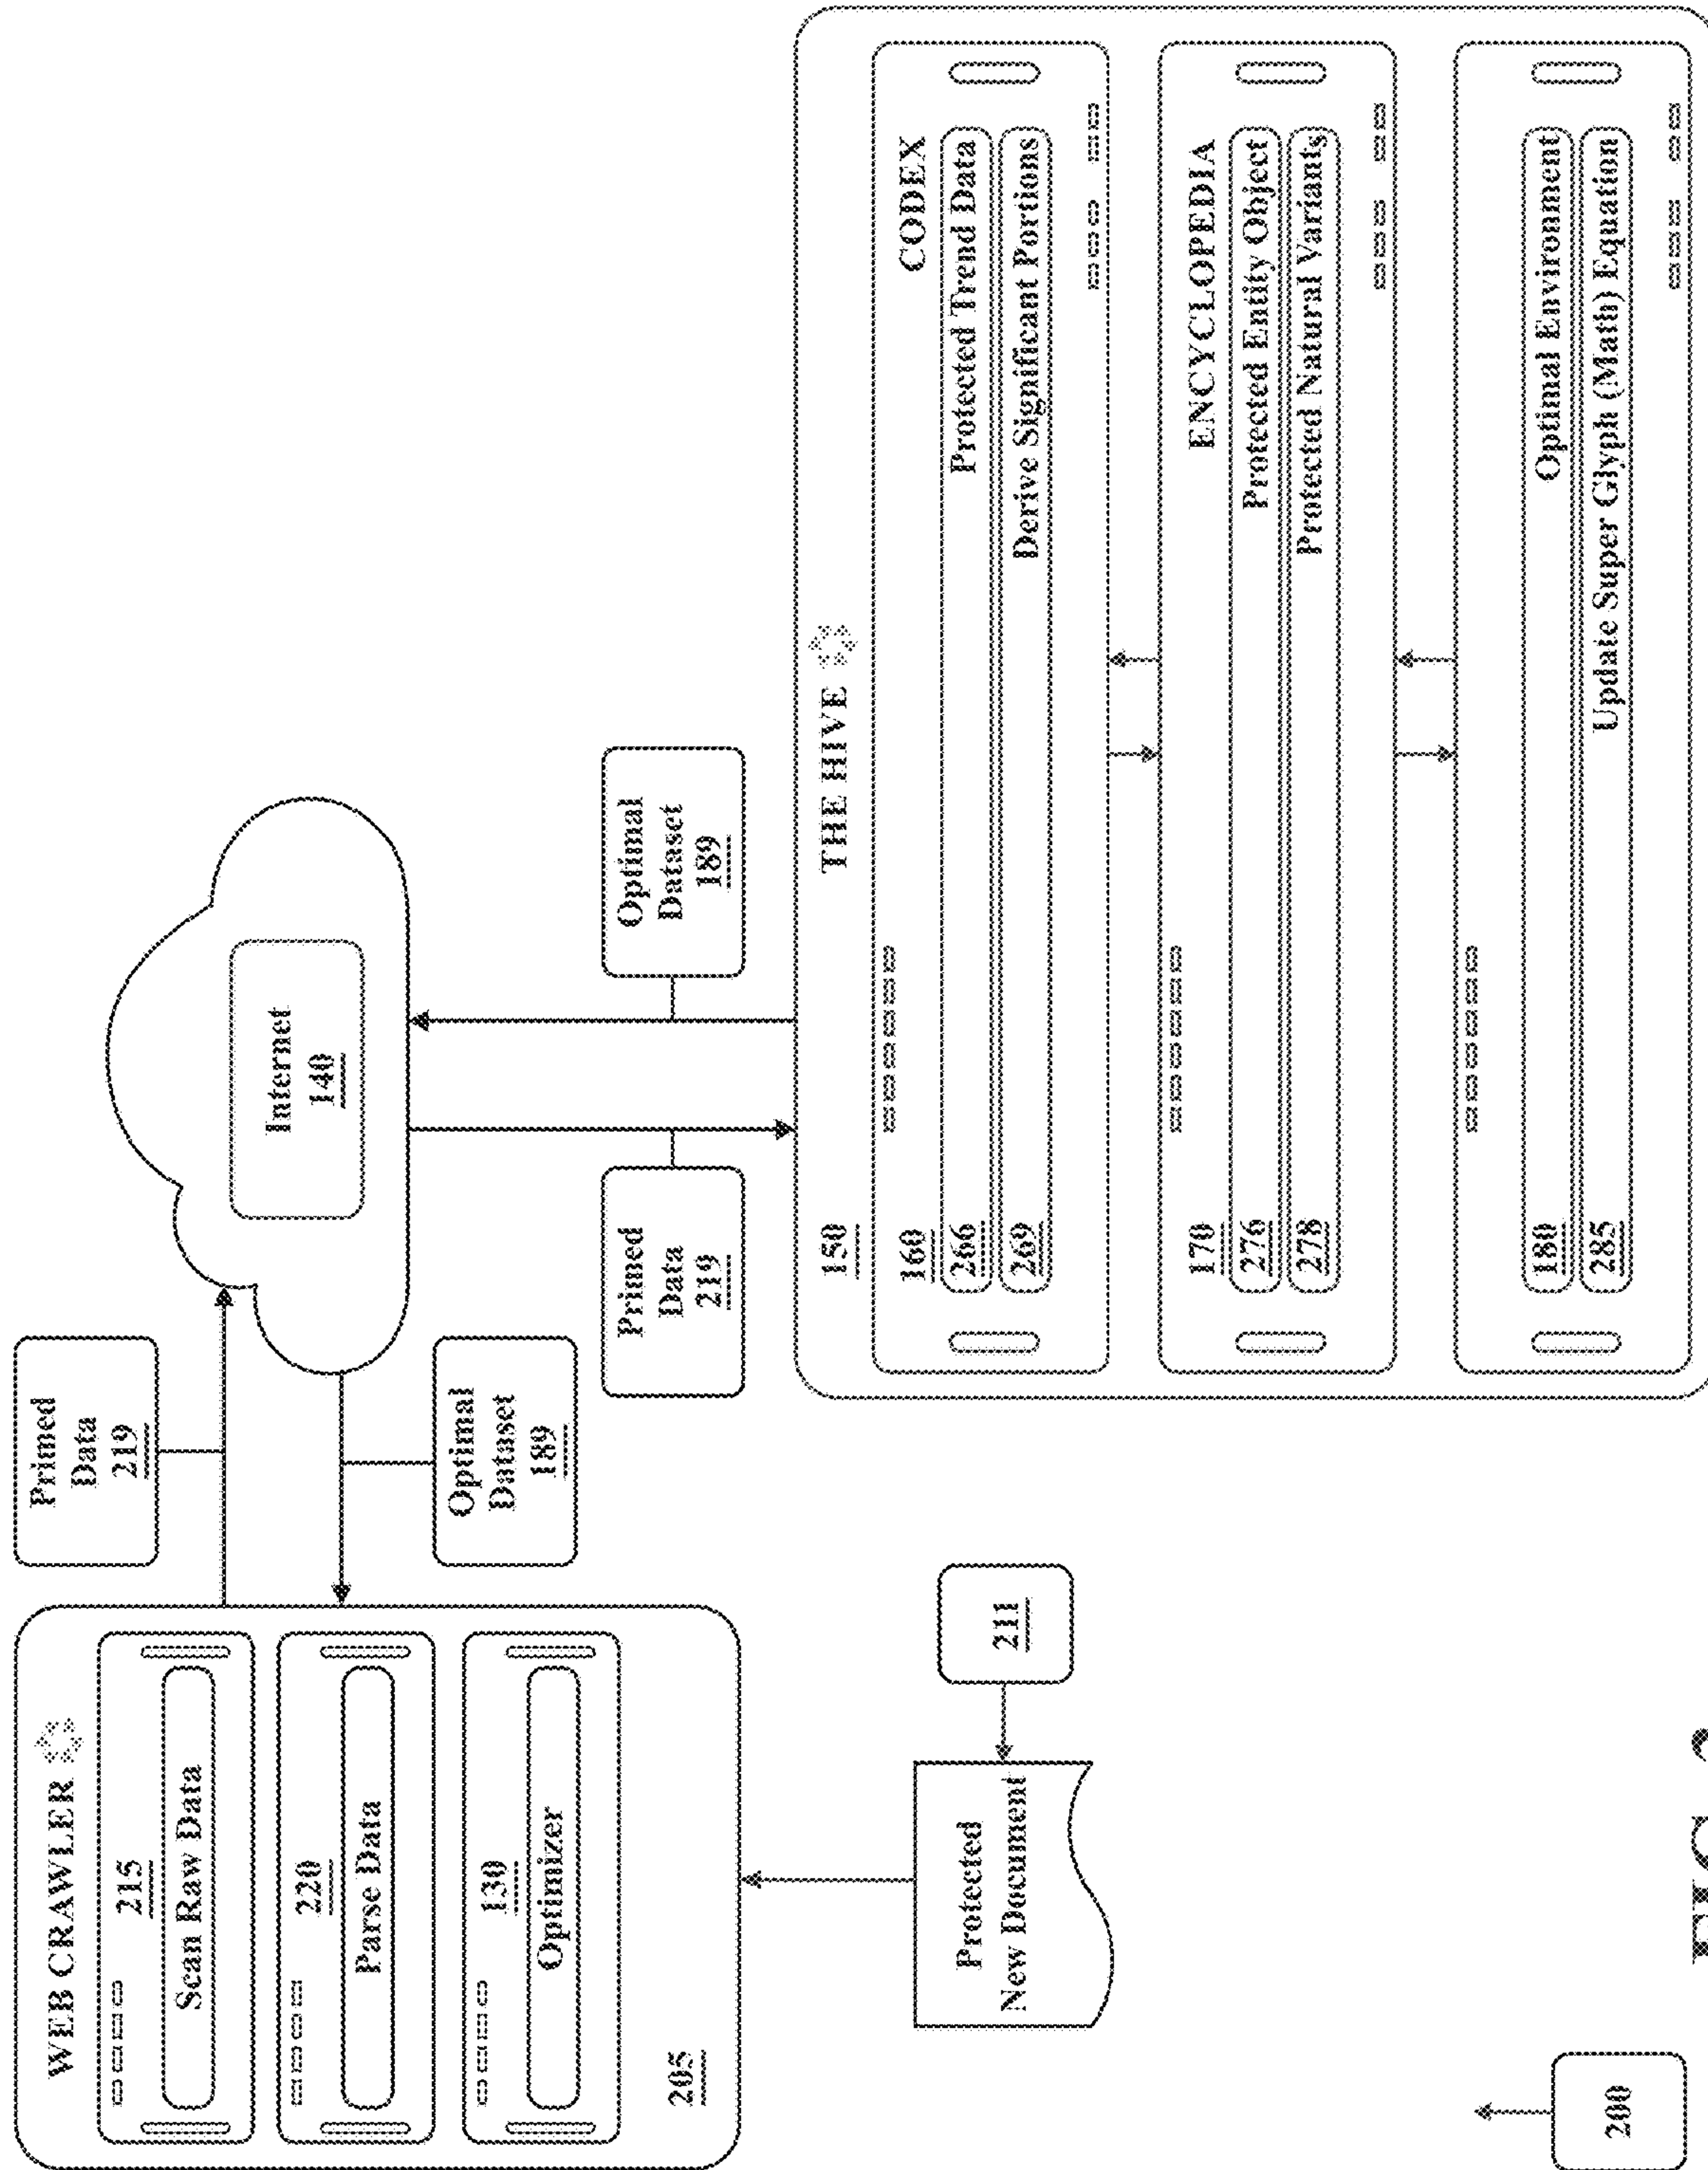 WEB CRAWLER
215
Scan Raw Data
220
Parse Data
130
Optimizer
205
Primed
Data
219
Optimal
Dataset
189
Internet
140
Primed
Data
219
Optimal
Dataset
189
Protected
New Document
211
THE HIVE
150
CODEX
160
266 Protected Trend Data
269 Derive Significant Portions
ENCYCLOPEDIA
170
276 Protected Entity Object
278 Protected Natural Variants
180 Optimal Environment
285 Update Super Glyph (Math) Equation
200